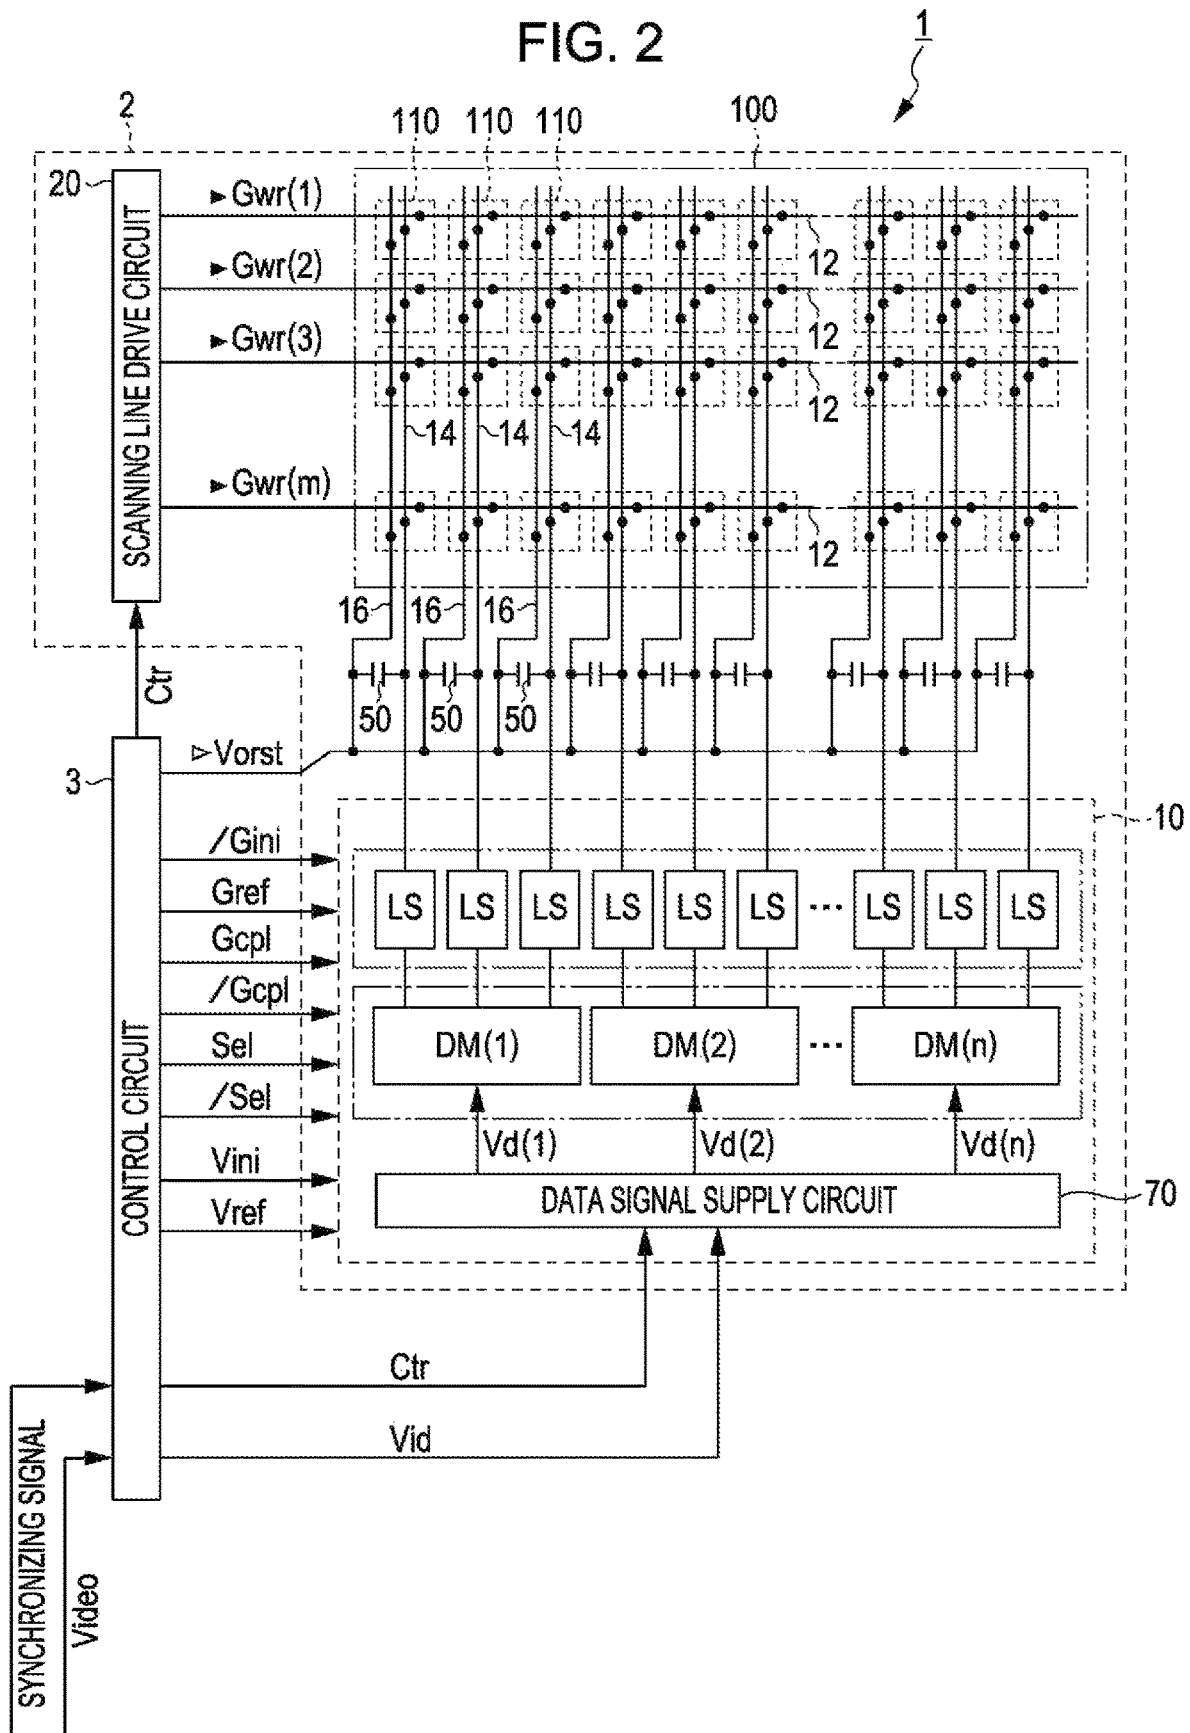 FIG. 2
1
2
110
110
110
100
20
SCANNING LINE DRIVE CIRCUIT
►Gwr(1)
12
►Gwr(2)
12
►Gwr(3)
12
14
14
14
►Gwr(m)
12
16
16
16
Ctr
50
50
50
▷Vorst
3
CONTROL CIRCUIT
10
/Gini
Gref
Gcpl
/Gcpl
Sel
/Sel
Vini
Vref
LS LS LS LS LS LS ... LS LS LS
DM(1) DM(2) ... DM(n)
Vd(1) Vd(2) Vd(n)
DATA SIGNAL SUPPLY CIRCUIT
70
Ctr
Vid
SYNCHRONIZING SIGNAL
Video